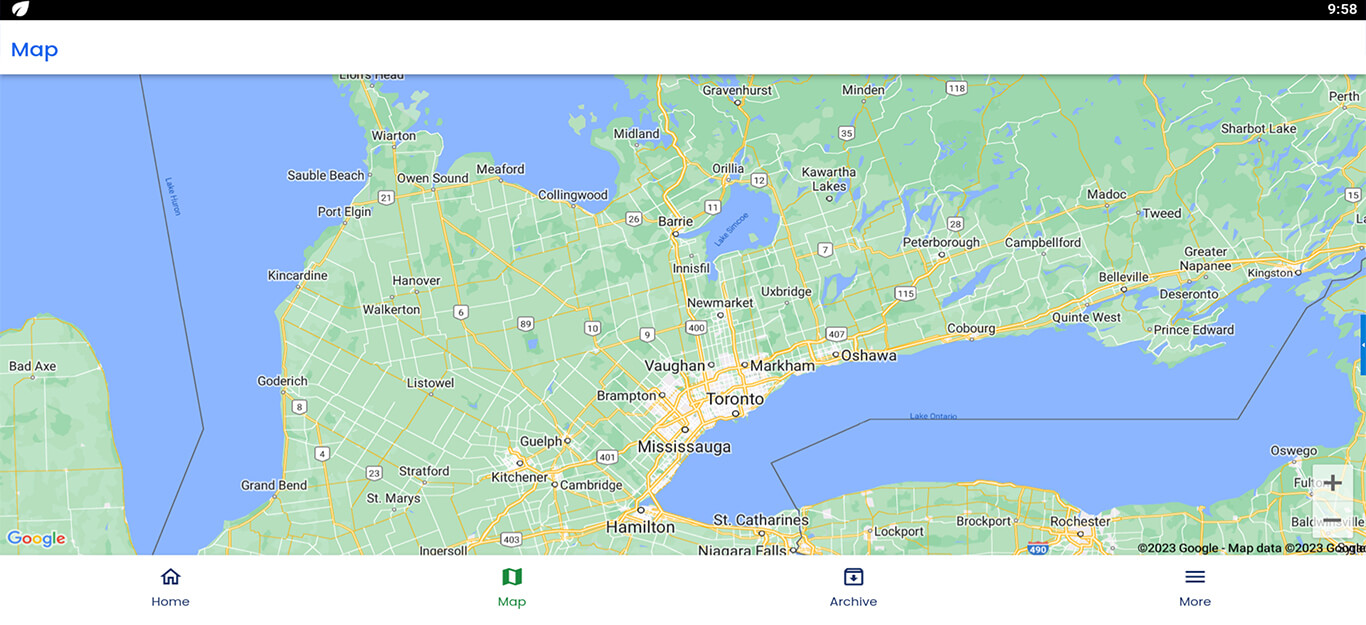 9:58
Map
Lion's Head
Gravenhurst
Minden
118
Perth
Wiarton
Midland
35
Sharbot Lake
Sauble Beach
Owen Sound
Meaford
Orillia
12
Kawartha
Lakes
Lake Huron
21
Collingwood
Madoc
15
Port Elgin
26
Barrie
11
Lake Simcoe
28
Tweed
Peterborough
Campbellford
7
Greater
Napanee
Kincardine
Hanover
Innisfil
Belleville
Kingston
Walkerton
Uxbridge
115
Deseronto
6
89
10
9
Newmarket
400
407
Cobourg
Quinte West
Prince Edward
Bad Axe
Vaughan
Markham
Oshawa
Goderich
Listowel
Brampton
Toronto
8
Lake Ontario
Guelph
Mississauga
4
401
Oswego
23
Stratford
Kitchener
Cambridge
Grand Bend
St. Marys
+
Hamilton
St. Catharines
Lockport
Brockport
Rochester
Google
Ingersoll
403
Niagara Falls
490
©2023 Google - Map data ©2023 Google
Home
Map
Archive
More